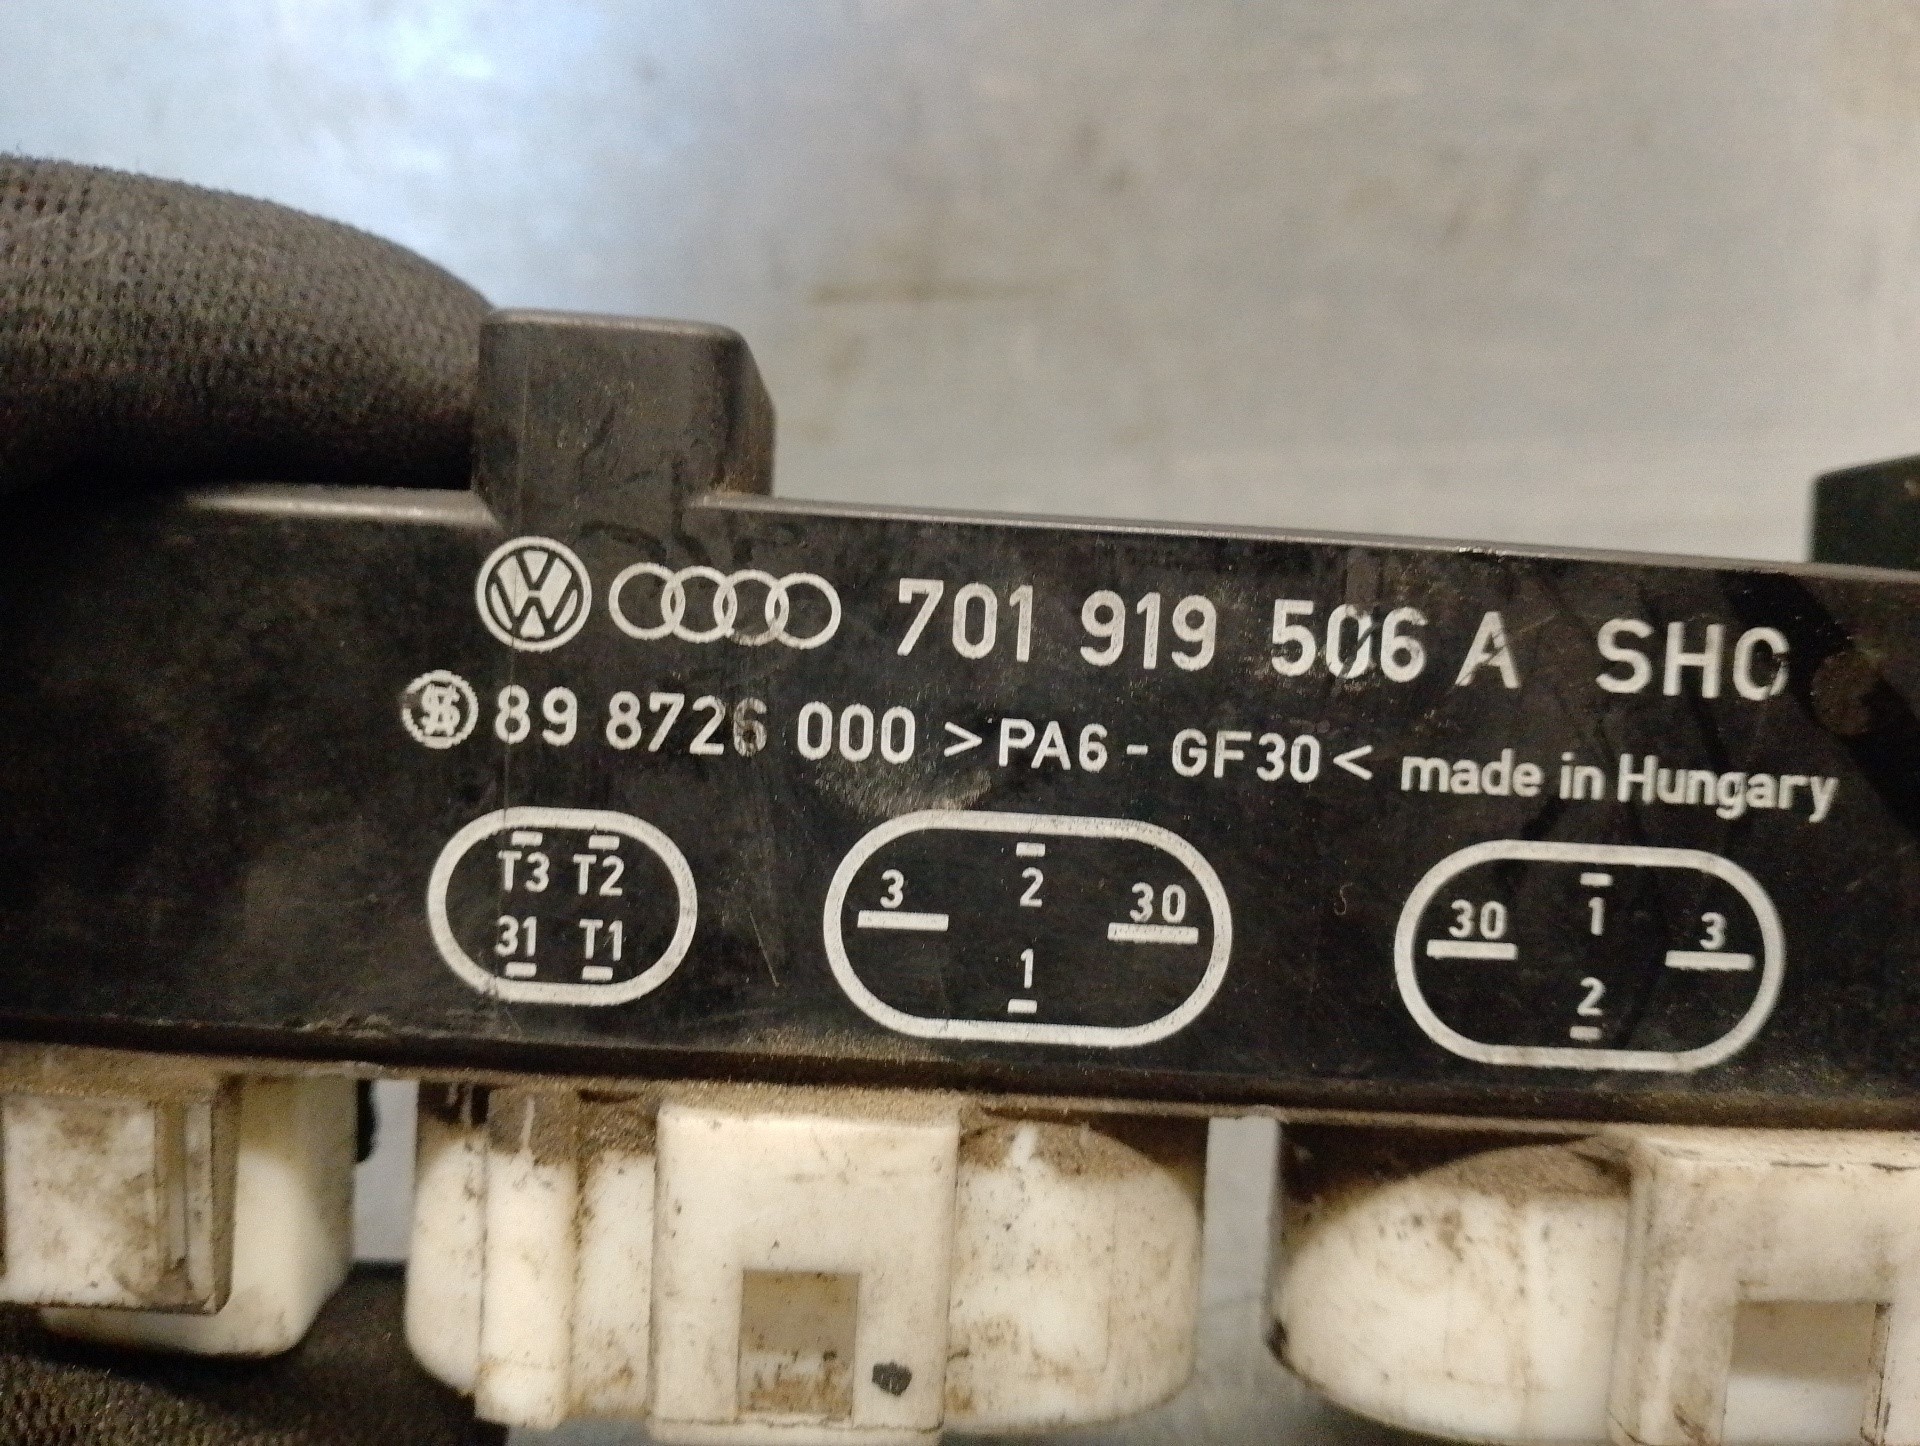 701 919 506 A SHO
89 8726 000 >PA6-GF30< made in Hungary
T3 T2
31 T1
3 2 30
1
30 1 3
2